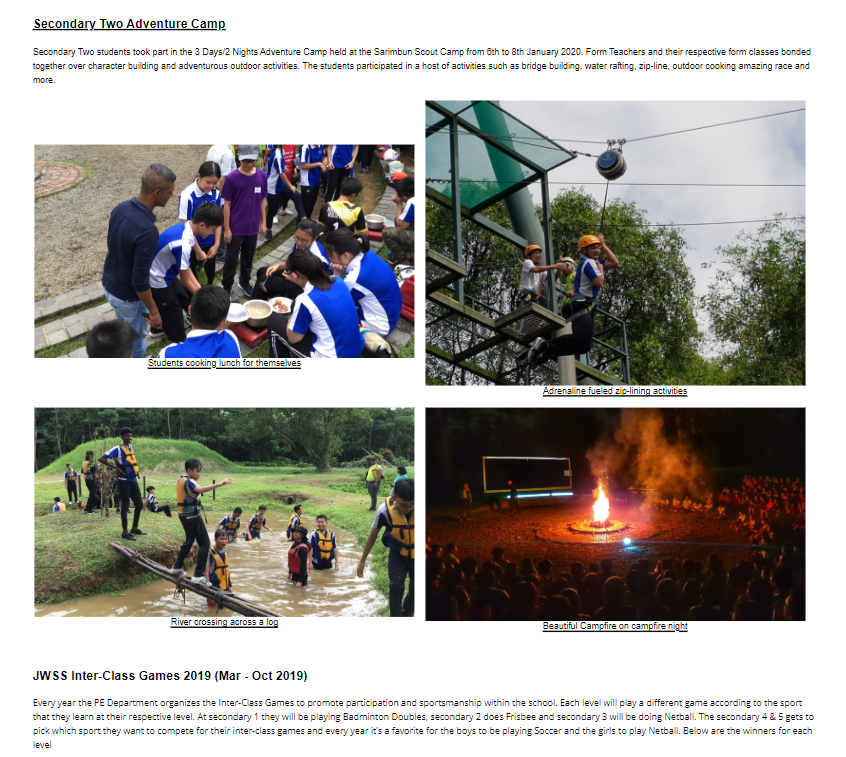 Secondary Two Adventure Camp
Secondary Two students took part in the 3 Days/2 Nights Adventure Camp held at the Sarimbun Scout Camp from 6th to 8th January 2020. Form Teachers and their respective form classes bonded
together over character building and adventurous outdoor activities. The students participated in a host of activities such as bridge building, water rafting, zip-line, outdoor cooking amazing race and
more.
Students cooking lunch for themselves
Adrenaline fueled zip-lining activities
River crossing across a log
Beautiful Campfire on campfire night
JWSS Inter-Class Games 2019 (Mar - Oct 2019)
Every year the PE Department organizes the Inter-Class Games to promote participation and sportsmanship within the school. Each level will play a different game according to the sport
that they learn at their respective level. At secondary 1 they will be playing Badminton Doubles, secondary 2 does Frisbee and secondary 3 will be doing Netball. The secondary 4 & 5 gets to
pick which sport they want to compete for their inter-class games and every year it's a favorite for the boys to be playing Soccer and the girls to play Netball. Below are the winners for each
level